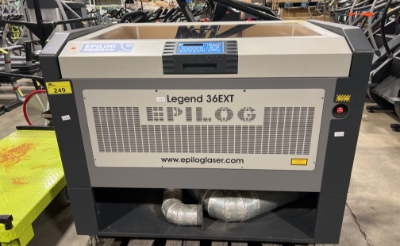 EPILOG
249
Legend 36EXT
EPILOG
www.epiloglaser.com